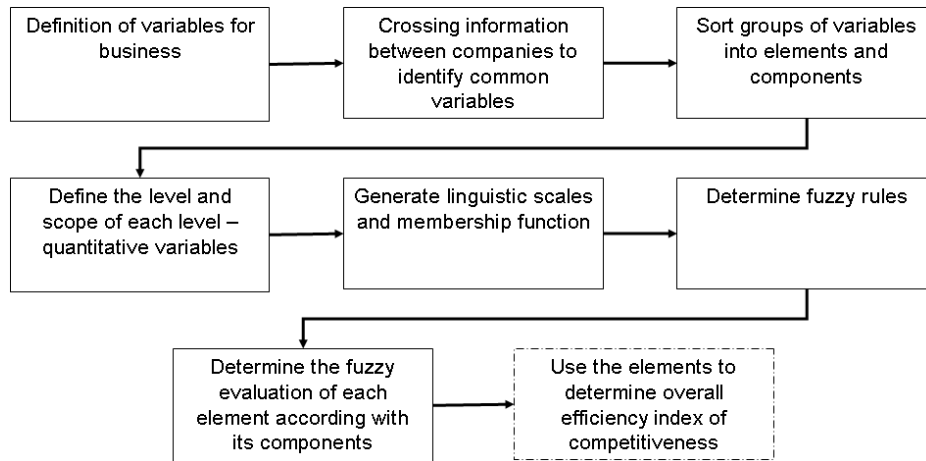 Definition of variables for
business
Crossing information
between companies to
identify common
variables
Sort groups of variables
into elements and
components
Define the level and
scope of each level –
quantitative variables
Generate linguistic scales
and membership function
Determine fuzzy rules
Determine the fuzzy
evaluation of each
element according with
its components
Use the elements to
determine overall
efficiency index of
competitiveness